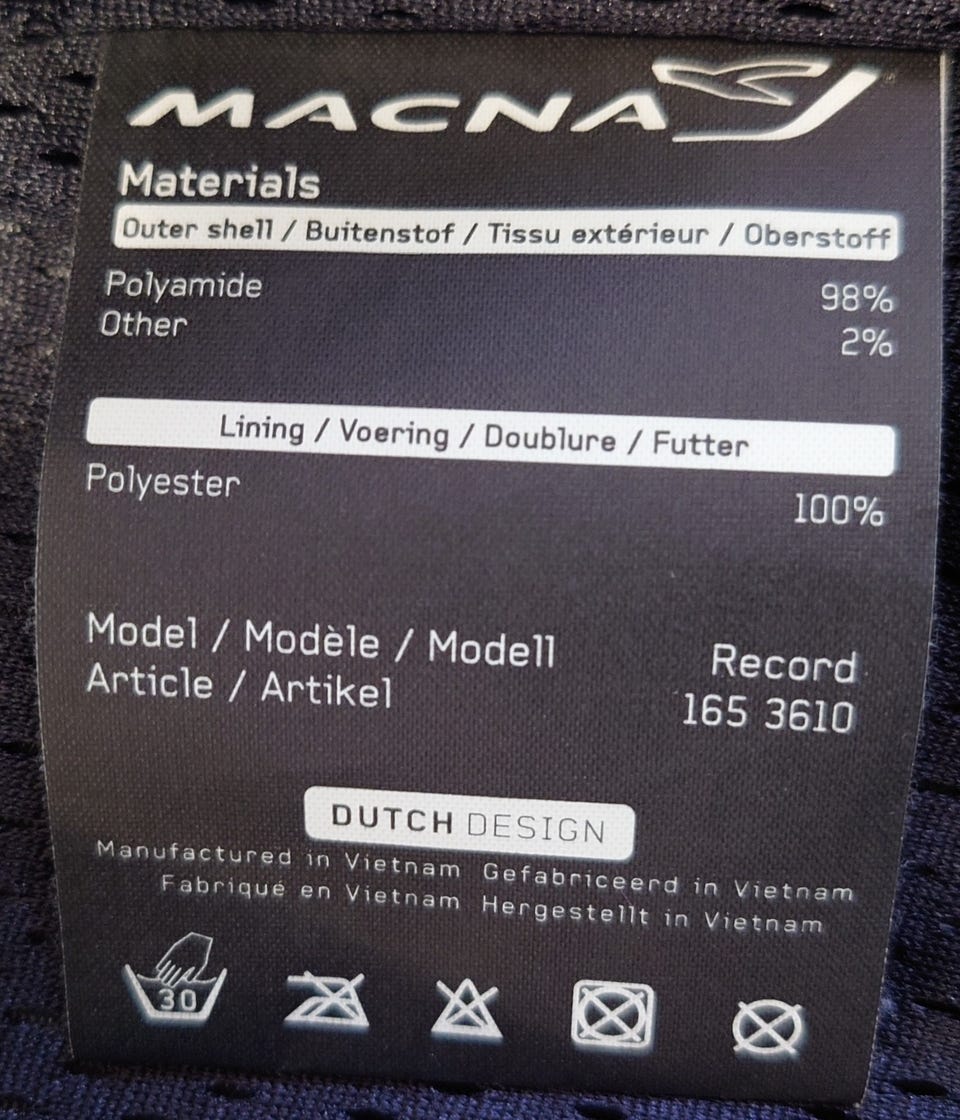 MACNA
Materials
Outer shell / Buitenstof / Tissu extérieur / Oberstoff
Polyamide 98%
Other 2%
Lining / Voering / Doublure / Futter
Polyester 100%
Model / Modèle / Modell Record
Article / Artikel 165 3610
DUTCH DESIGN
Manufactured in Vietnam Gefabriceerd in Vietnam
Fabriqué en Vietnam Hergestellt in Vietnam
30